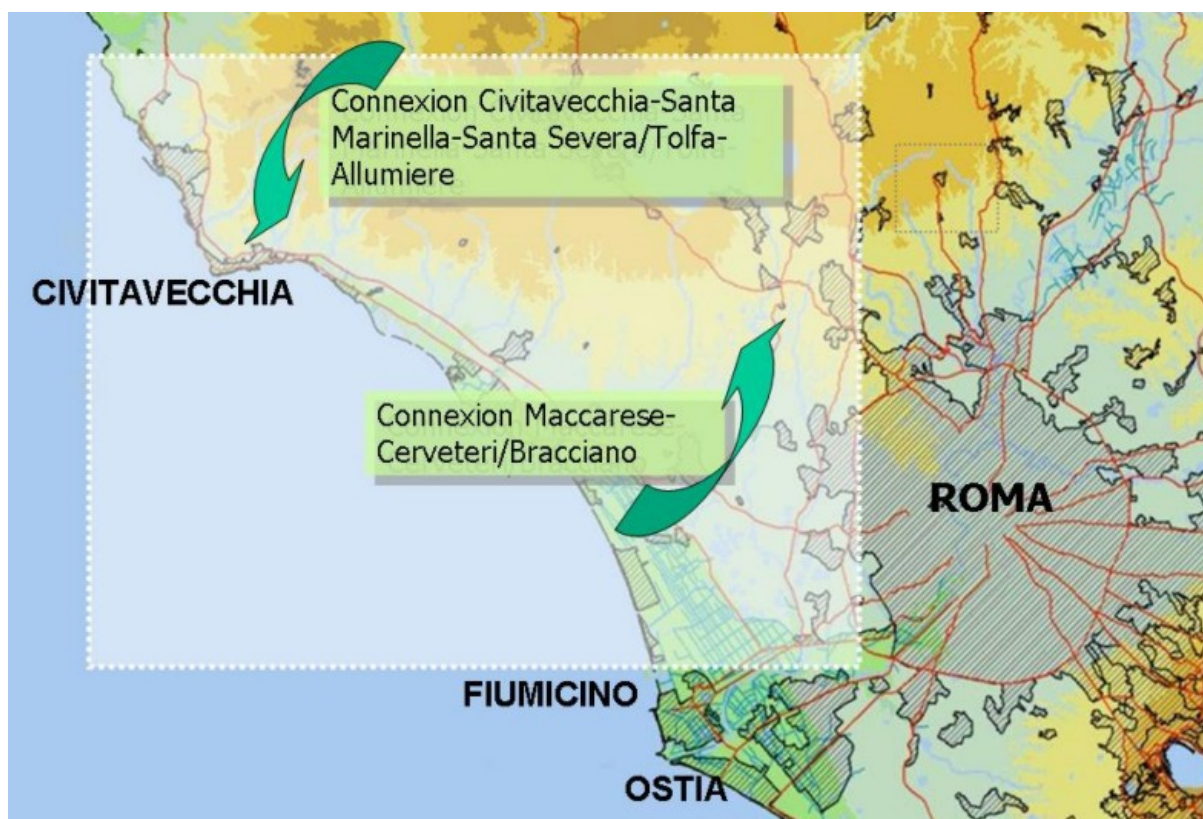 Connexion Civitavecchia-Santa
Marinella-Santa Severa/Tolfa-
Allumiere
CIVITAVECCHIA
Connexion Maccarese-
Cerveteri/Bracciano
ROMA
FIUMICINO
OSTIA